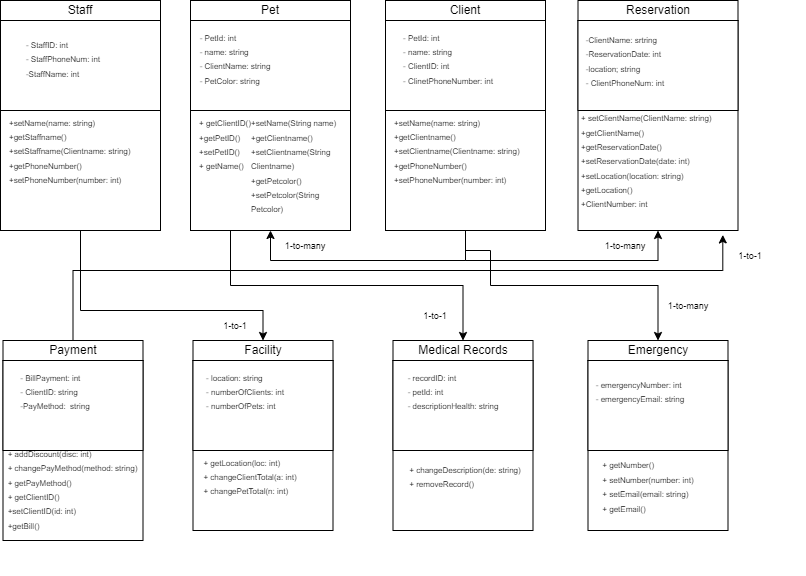 Staff
- StaffID: int
- StaffPhoneNum: int
-StaffName: int
+setName(name: string)
+getStaffname()
+setStaffname(Clientname: string)
+getPhoneNumber()
+setPhoneNumber(number: int)
Pet
- PetId: int
- name: string
- ClientName: string
- PetColor: string
+ getClientID()
+getPetID()
+setPetID()
+ getName()
+setName(String name)
+getClientname()
+setClientname(String
Clientname)
+getPetcolor()
+setPetcolor(String
Petcolor)
Client
- PetId: int
- name: string
- ClientID: int
- ClinetPhoneNumber: int
+setName(name: string)
+getClientname()
+setclientname(Clientname: string)
+getPhoneNumber()
+setPhoneNumber(number: int)
Reservation
-ClientName: srtring
-ReservationDate: int
-location; string
- ClientPhoneNum: int
+ setClientName(ClientName: string)
+getClientName()
+getReservationDate()
+setReservationDate(date: int)
+setLocation(location: string)
+getLocation()
+ClientNumber: int
1-to-many
1-to-many
1-to-1
1-to-many
1-to-1
1-to-1
Payment
- BillPayment: int
- ClientID: string
-PayMethod:  string
+ addDiscount(disc: int)
+ changePayMethod(method: string)
+ getPayMethod()
+ getClientID()
+setClientID(id: int)
+getBill()
Facility
- location: string
- numberOfClients: int
- numberOfPets: int
+ getLocation(loc: int)
+ changeClientTotal(a: int)
+ changePetTotal(n: int)
Medical Records
- recordID: int
- petId: int
- descriptionHealth: string
+ changeDescription(de: string)
+ removeRecord()
Emergency
- emergencyNumber: int
- emergencyEmail: string
+ getNumber()
+ setNumber(number: int)
+ setEmail(email: string)
+ getEmail()